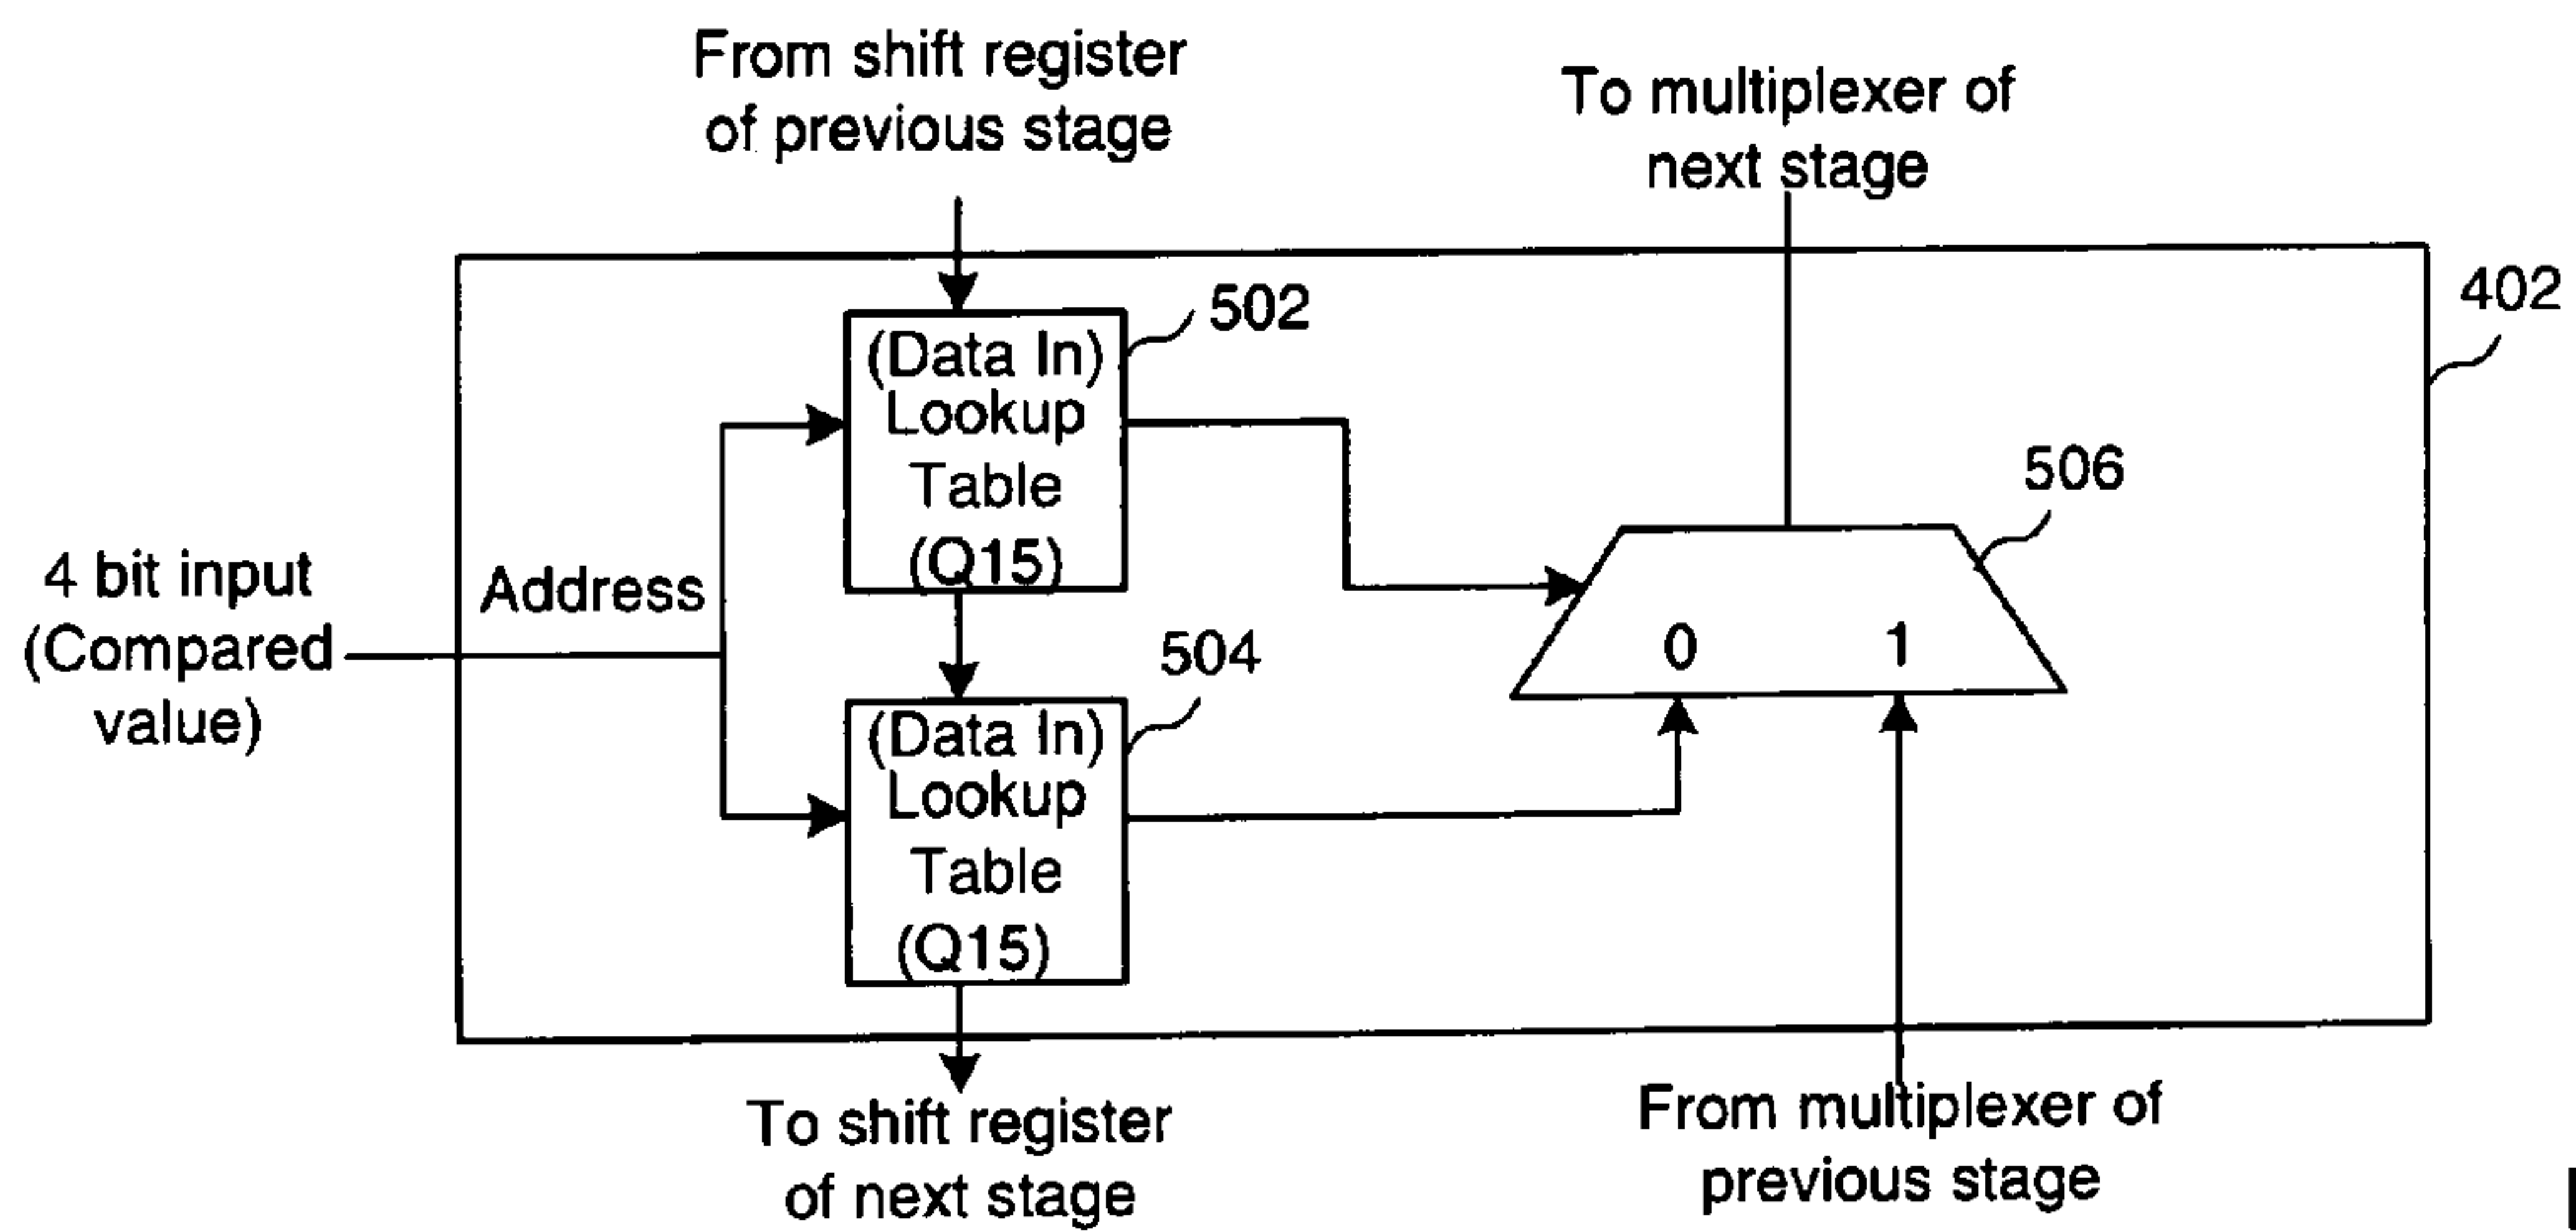 From shift register
of previous stage
To multiplexer of
next stage
402
502
(Data In)
Lookup
Table
(Q15)
506
4 bit input
(Compared
value)
Address
0 1
504
(Data In)
Lookup
Table
(Q15)
To shift register
of next stage
From multiplexer of
previous stage